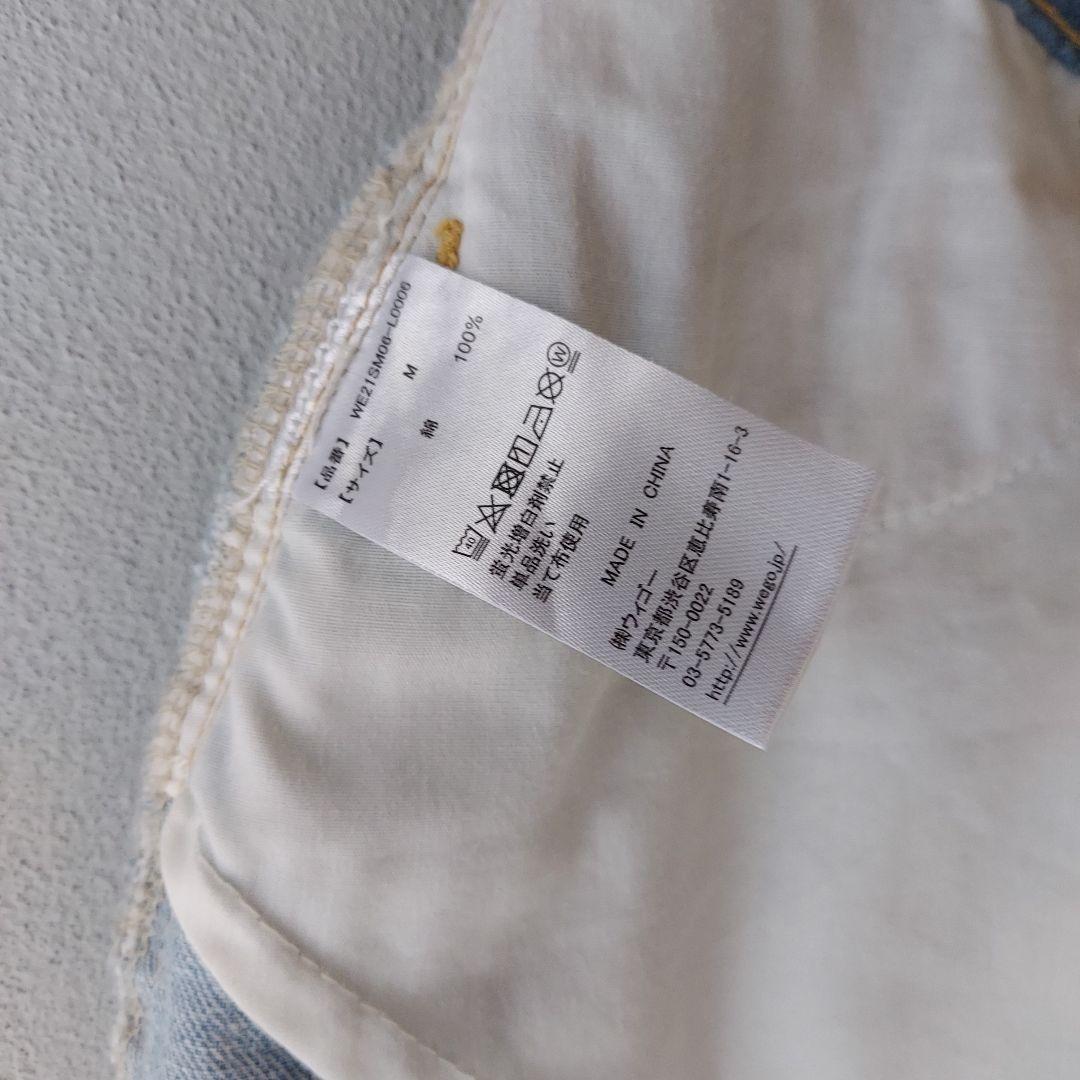 【品番】 WE21SM06-L0006
【サイズ】 M
綿 100%
40 W
蛍光増白剤禁止
単品洗い
当て布使用
MADE IN CHINA
㈱ウィゴー
東京都渋谷区恵比寿南1-16-3
〒150-0022
03-5773-5189
http://www.wego.jp/